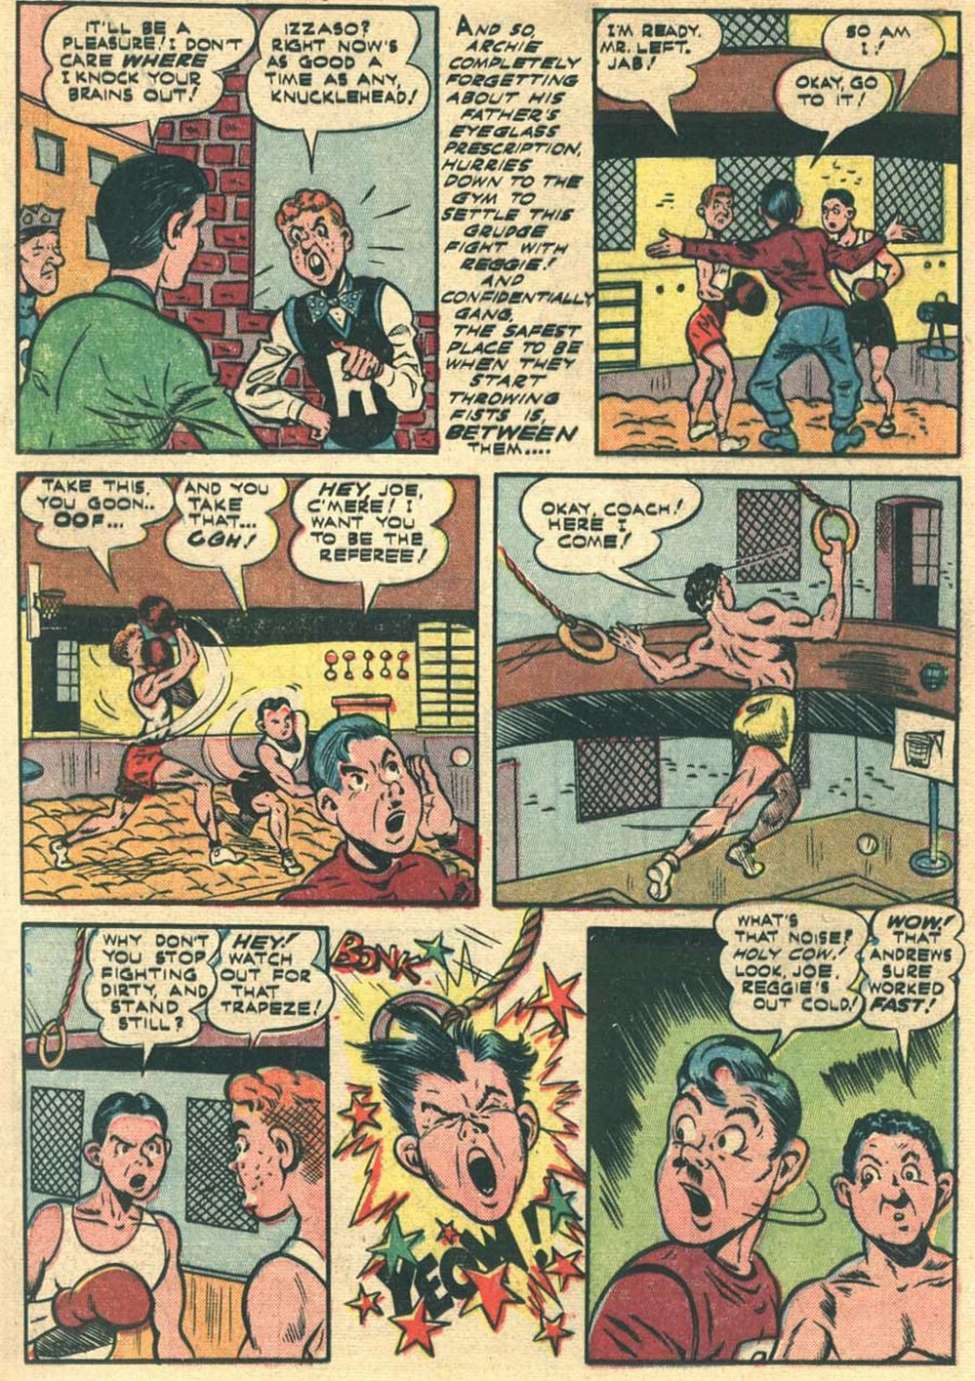 IT'LL BE A
PLEASURE! I DON'T
CARE WHERE
I KNOCK YOUR
BRAINS OUT!
IZZASO?
RIGHT NOW'S
AS GOOD A
TIME AS ANY,
KNUCKLEHEAD!
AND SO,
ARCHIE
COMPLETELY
FORGETTING
ABOUT HIS
FATHER'S
EYEGLASS
PRESCRIPTION,
HURRIES
DOWN TO THE
GYM TO
SETTLE THIS
GRUDGE
FIGHT WITH
REGGIE!
AND
CONFIDENTIALLY
GANG,
THE SAFEST
PLACE TO BE
WHEN THEY
START
THROWING
FISTS IS,
BETWEEN
THEM....
I'M READY,
MR. LEFT.
JAB!
SO AM
I!
OKAY, GO
TO IT!
TAKE THIS,
YOU GOON..
OOF...
AND YOU
TAKE
THAT...
UGH!
HEY, JOE,
C'MERE! I
WANT YOU
TO BE THE
REFEREE!
OKAY, COACH!
HERE I
COME!
WHY DON'T
YOU STOP
FIGHTING
DIRTY, AND
STAND
STILL?
HEY!
WATCH
OUT FOR
THAT
TRAPEZE!
BONK
YEOW!!
WHAT'S
THAT NOISE?
HOLY COW!
LOOK, JOE,
REGGIE'S
OUT COLD!
WOW!
THAT
ANDREWS
SURE
WORKED
FAST!